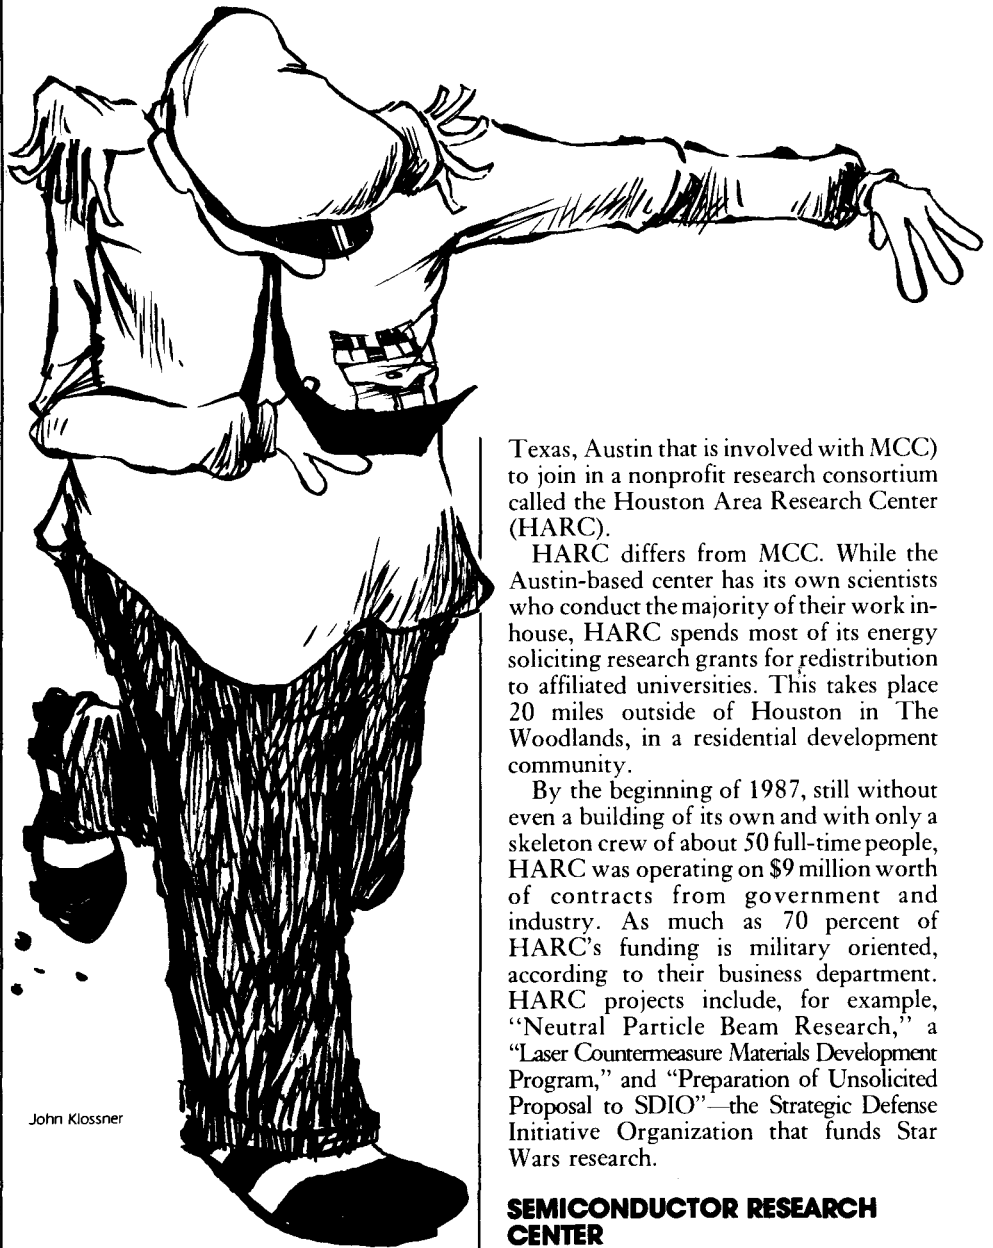 Texas, Austin that is involved with MCC)
to join in a nonprofit research consortium
called the Houston Area Research Center
(HARC).
HARC differs from MCC. While the
Austin-based center has its own scientists
who conduct the majority of their work in-
house, HARC spends most of its energy
soliciting research grants for redistribution
to affiliated universities. This takes place
20 miles outside of Houston in The
Woodlands, in a residential development
community.
By the beginning of 1987, still without
even a building of its own and with only a
skeleton crew of about 50 full-time people,
HARC was operating on $9 million worth
of contracts from government and
industry. As much as 70 percent of
HARC's funding is military oriented,
according to their business department.
HARC projects include, for example,
“Neutral Particle Beam Research,” a
“Laser Countermeasure Materials Development
Program,” and “Preparation of Unsolicited
Proposal to SDIO”—the Strategic Defense
Initiative Organization that funds Star
Wars research.
SEMICONDUCTOR RESEARCH
CENTER
John Klossner